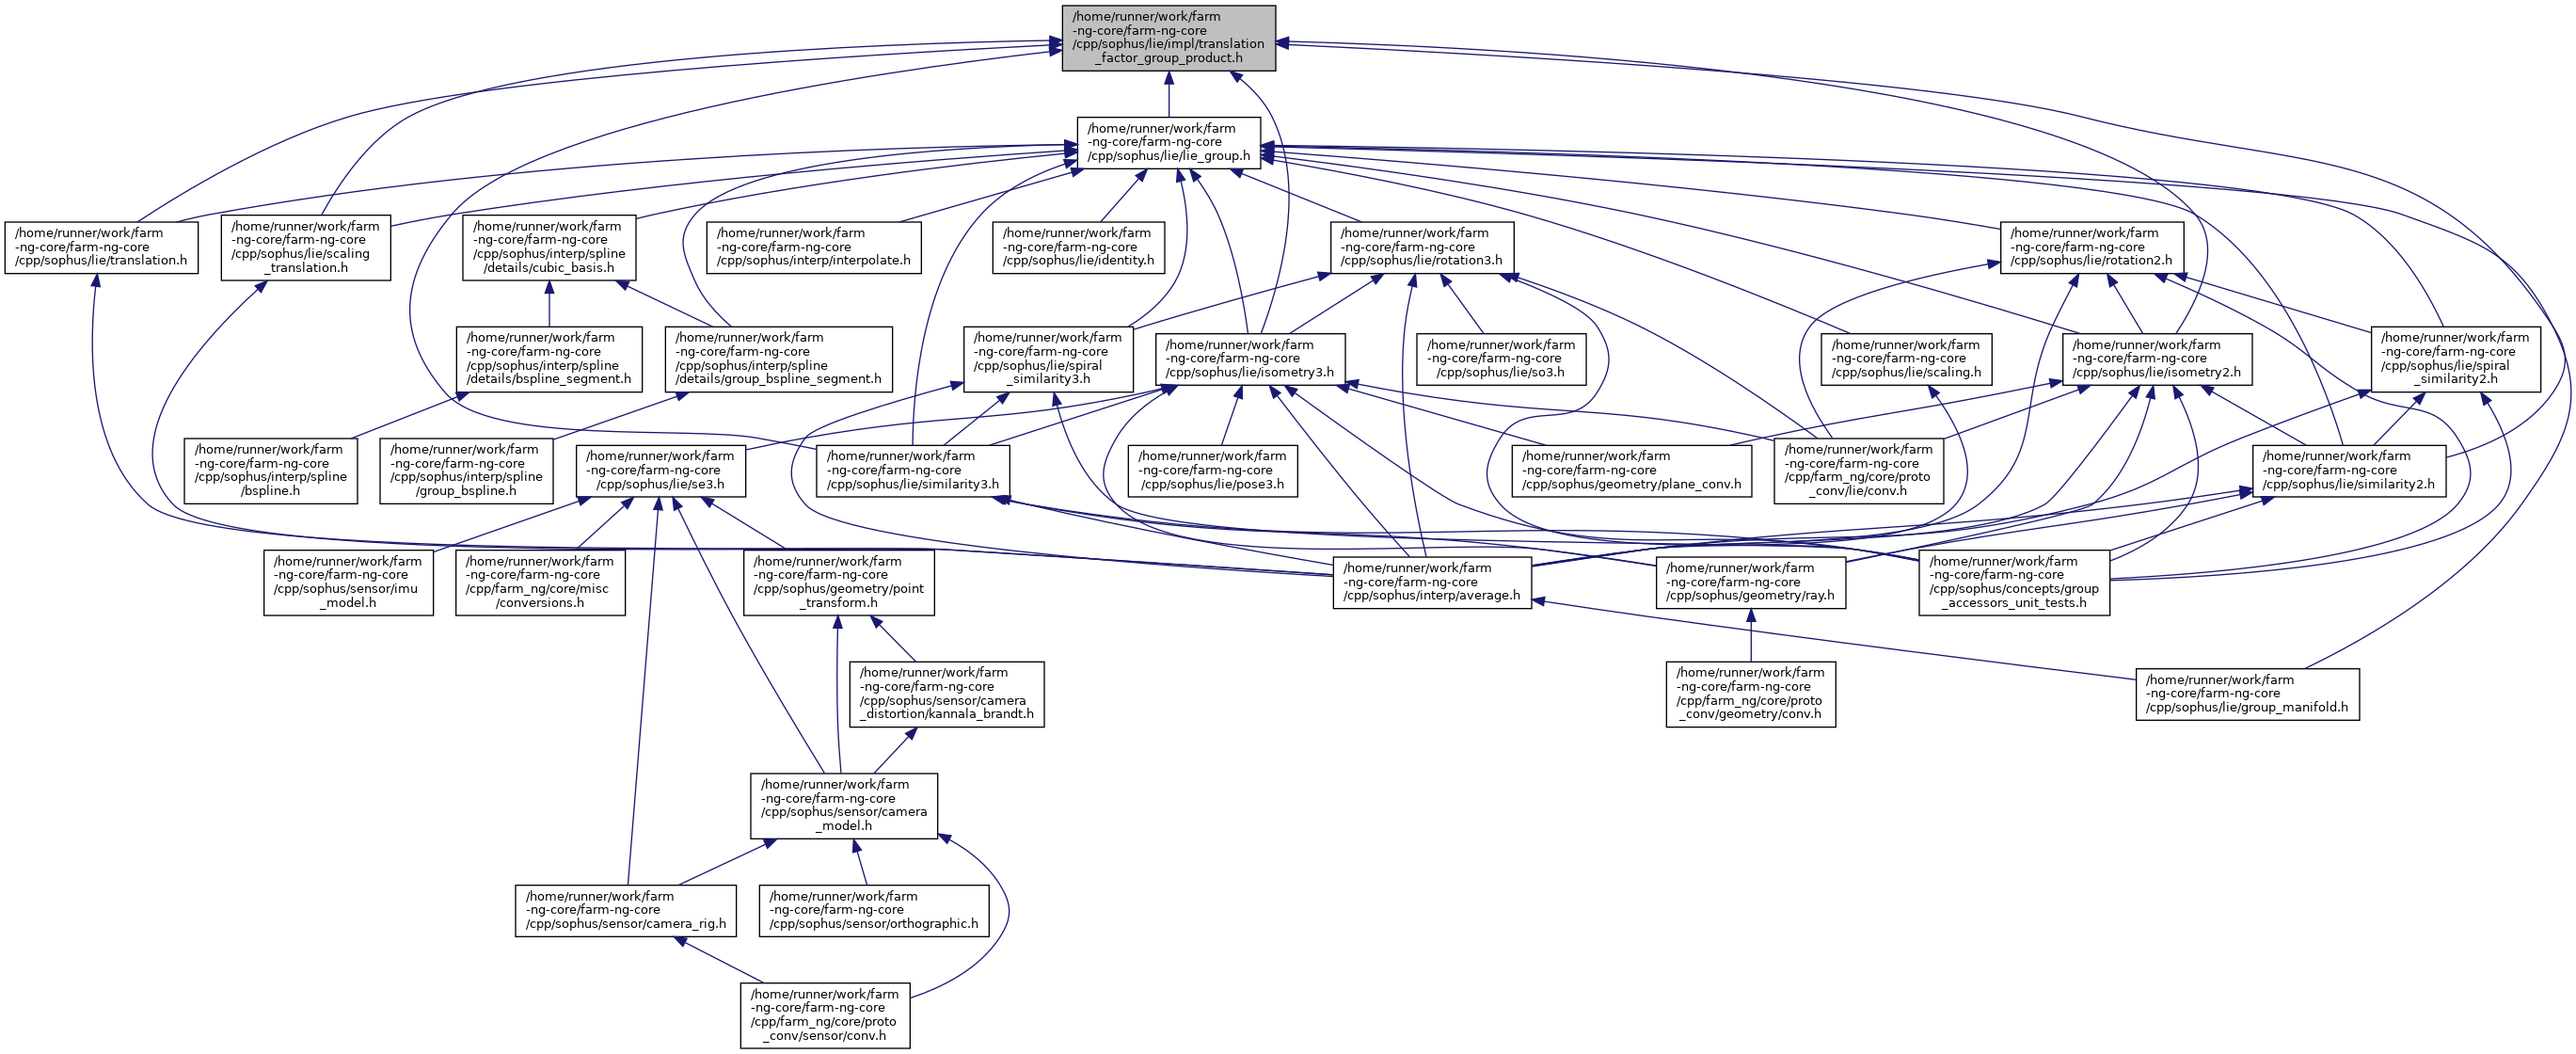 /home/runner/work/farm
-ng-core/farm-ng-core
/cpp/sophus/lie/impl/translation
_factor_group_product.h
/home/runner/work/farm
-ng-core/farm-ng-core
/cpp/sophus/lie/lie_group.h
/home/runner/work/farm
-ng-core/farm-ng-core
/cpp/sophus/lie/translation.h
/home/runner/work/farm
-ng-core/farm-ng-core
/cpp/sophus/lie/scaling
_translation.h
/home/runner/work/farm
-ng-core/farm-ng-core
/cpp/sophus/interp/spline
/details/cubic_basis.h
/home/runner/work/farm
-ng-core/farm-ng-core
/cpp/sophus/interp/interpolate.h
/home/runner/work/farm
-ng-core/farm-ng-core
/cpp/sophus/lie/identity.h
/home/runner/work/farm
-ng-core/farm-ng-core
/cpp/sophus/lie/rotation3.h
/home/runner/work/farm
-ng-core/farm-ng-core
/cpp/sophus/lie/rotation2.h
/home/runner/work/farm
-ng-core/farm-ng-core
/cpp/sophus/interp/spline
/details/bspline_segment.h
/home/runner/work/farm
-ng-core/farm-ng-core
/cpp/sophus/interp/spline
/details/group_bspline_segment.h
/home/runner/work/farm
-ng-core/farm-ng-core
/cpp/sophus/lie/spiral
_similarity3.h
/home/runner/work/farm
-ng-core/farm-ng-core
/cpp/sophus/lie/isometry3.h
/home/runner/work/farm
-ng-core/farm-ng-core
/cpp/sophus/lie/so3.h
/home/runner/work/farm
-ng-core/farm-ng-core
/cpp/sophus/lie/scaling.h
/home/runner/work/farm
-ng-core/farm-ng-core
/cpp/sophus/lie/isometry2.h
/home/runner/work/farm
-ng-core/farm-ng-core
/cpp/sophus/lie/spiral
_similarity2.h
/home/runner/work/farm
-ng-core/farm-ng-core
/cpp/sophus/interp/spline
/bspline.h
/home/runner/work/farm
-ng-core/farm-ng-core
/cpp/sophus/interp/spline
/group_bspline.h
/home/runner/work/farm
-ng-core/farm-ng-core
/cpp/sophus/lie/se3.h
/home/runner/work/farm
-ng-core/farm-ng-core
/cpp/sophus/lie/similarity3.h
/home/runner/work/farm
-ng-core/farm-ng-core
/cpp/sophus/lie/pose3.h
/home/runner/work/farm
-ng-core/farm-ng-core
/cpp/sophus/geometry/plane_conv.h
/home/runner/work/farm
-ng-core/farm-ng-core
/cpp/farm_ng/core/proto
_conv/lie/conv.h
/home/runner/work/farm
-ng-core/farm-ng-core
/cpp/sophus/lie/similarity2.h
/home/runner/work/farm
-ng-core/farm-ng-core
/cpp/sophus/sensor/imu
_model.h
/home/runner/work/farm
-ng-core/farm-ng-core
/cpp/farm_ng/core/misc
/conversions.h
/home/runner/work/farm
-ng-core/farm-ng-core
/cpp/sophus/geometry/point
_transform.h
/home/runner/work/farm
-ng-core/farm-ng-core
/cpp/sophus/interp/average.h
/home/runner/work/farm
-ng-core/farm-ng-core
/cpp/sophus/geometry/ray.h
/home/runner/work/farm
-ng-core/farm-ng-core
/cpp/sophus/concepts/group
_accessors_unit_tests.h
/home/runner/work/farm
-ng-core/farm-ng-core
/cpp/sophus/sensor/camera
_distortion/kannala_brandt.h
/home/runner/work/farm
-ng-core/farm-ng-core
/cpp/farm_ng/core/proto
_conv/geometry/conv.h
/home/runner/work/farm
-ng-core/farm-ng-core
/cpp/sophus/lie/group_manifold.h
/home/runner/work/farm
-ng-core/farm-ng-core
/cpp/sophus/sensor/camera
_model.h
/home/runner/work/farm
-ng-core/farm-ng-core
/cpp/sophus/sensor/camera_rig.h
/home/runner/work/farm
-ng-core/farm-ng-core
/cpp/sophus/sensor/orthographic.h
/home/runner/work/farm
-ng-core/farm-ng-core
/cpp/farm_ng/core/proto
_conv/sensor/conv.h